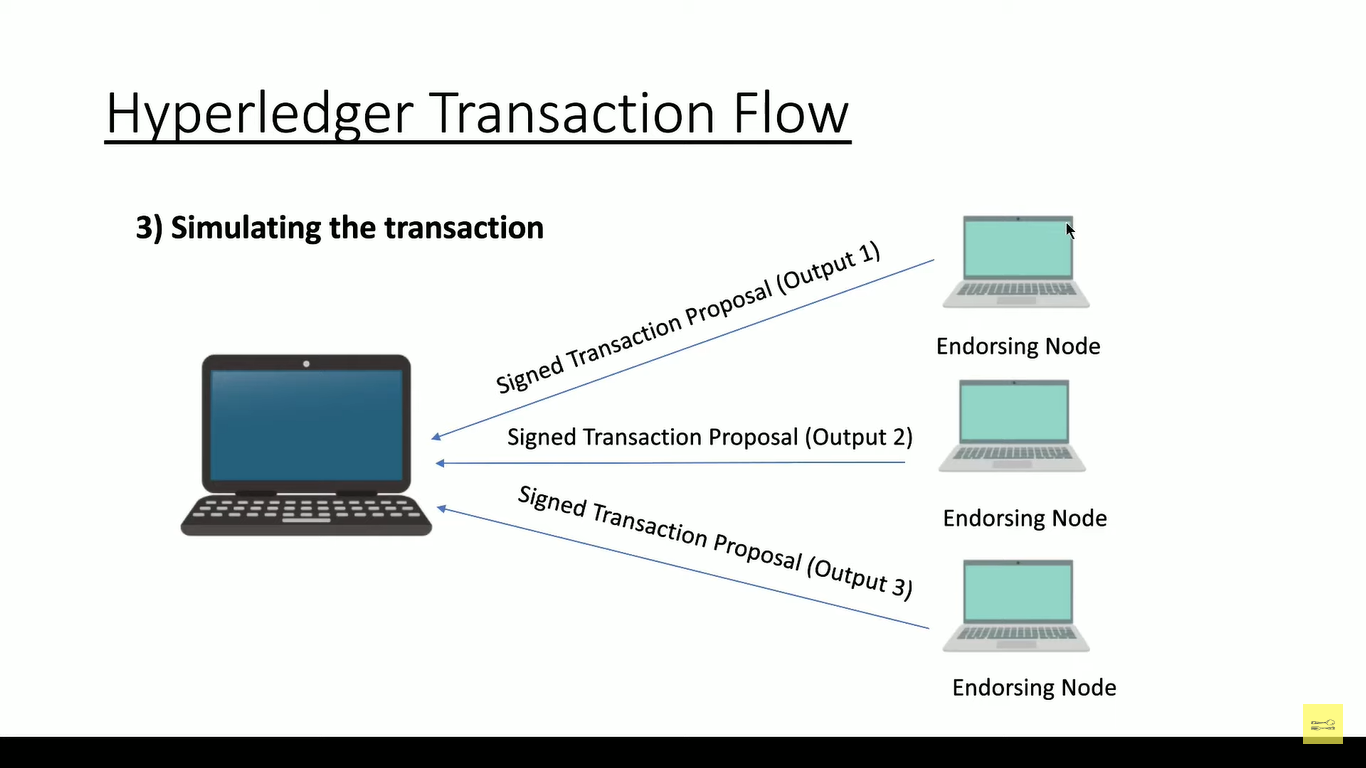 Hyperledger Transaction Flow
3) Simulating the transaction
Signed Transaction Proposal (Output 1)
Endorsing Node
Signed Transaction Proposal (Output 2)
Endorsing Node
Signed Transaction Proposal (Output 3)
Endorsing Node